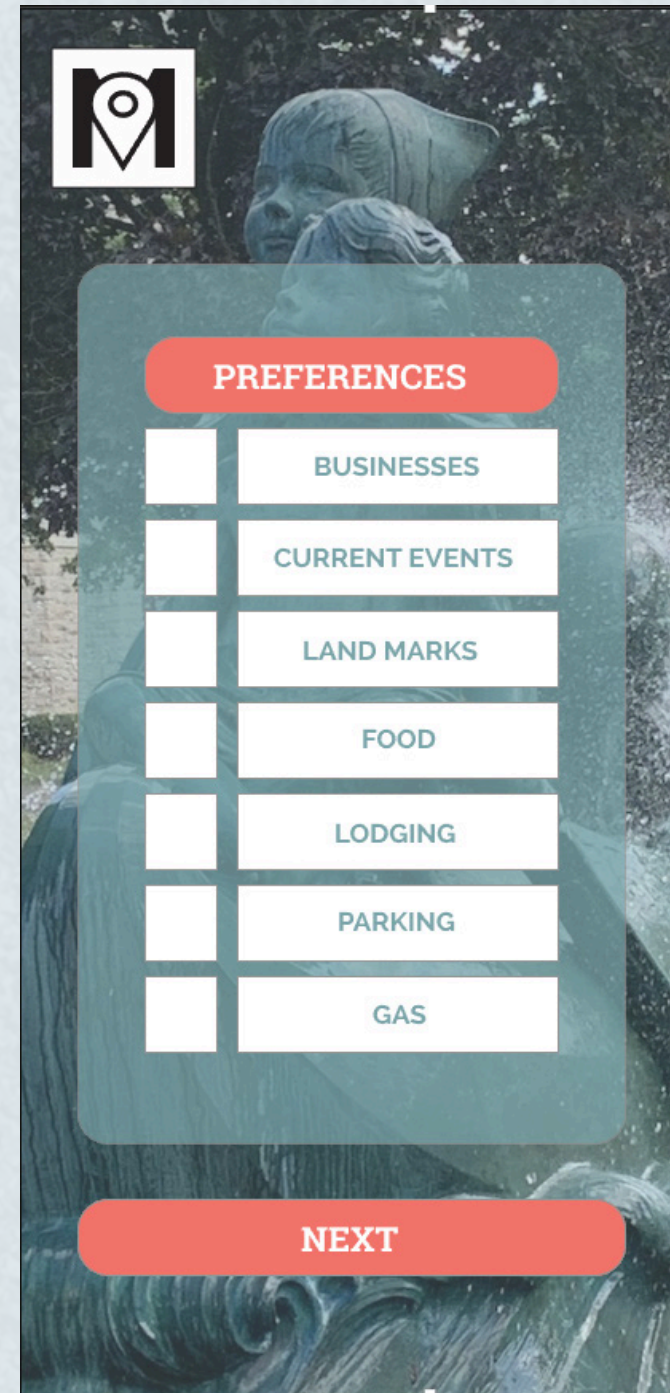 PREFERENCES
BUSINESSES
CURRENT EVENTS
LAND MARKS
FOOD
LODGING
PARKING
GAS
NEXT